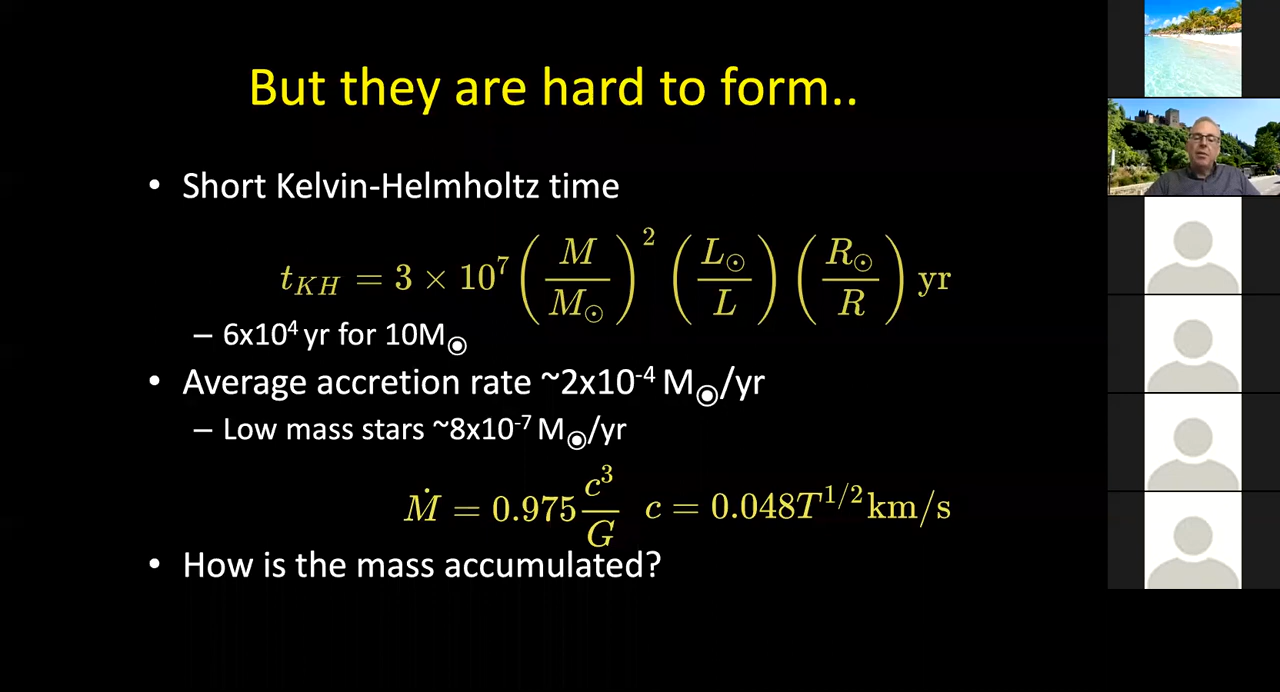 But they are hard to form..
• Short Kelvin-Helmholtz time
t_{KH} = 3 × 10^7 (M/M_☉)^2 (L_☉/L) (R_☉/R) yr
– 6x10^4 yr for 10M_☉
• Average accretion rate ~2x10^-4 M_☉/yr
– Low mass stars ~8x10^-7 M_☉/yr
Ṁ = 0.975 c^3/G c = 0.048T^{1/2} km/s
• How is the mass accumulated?